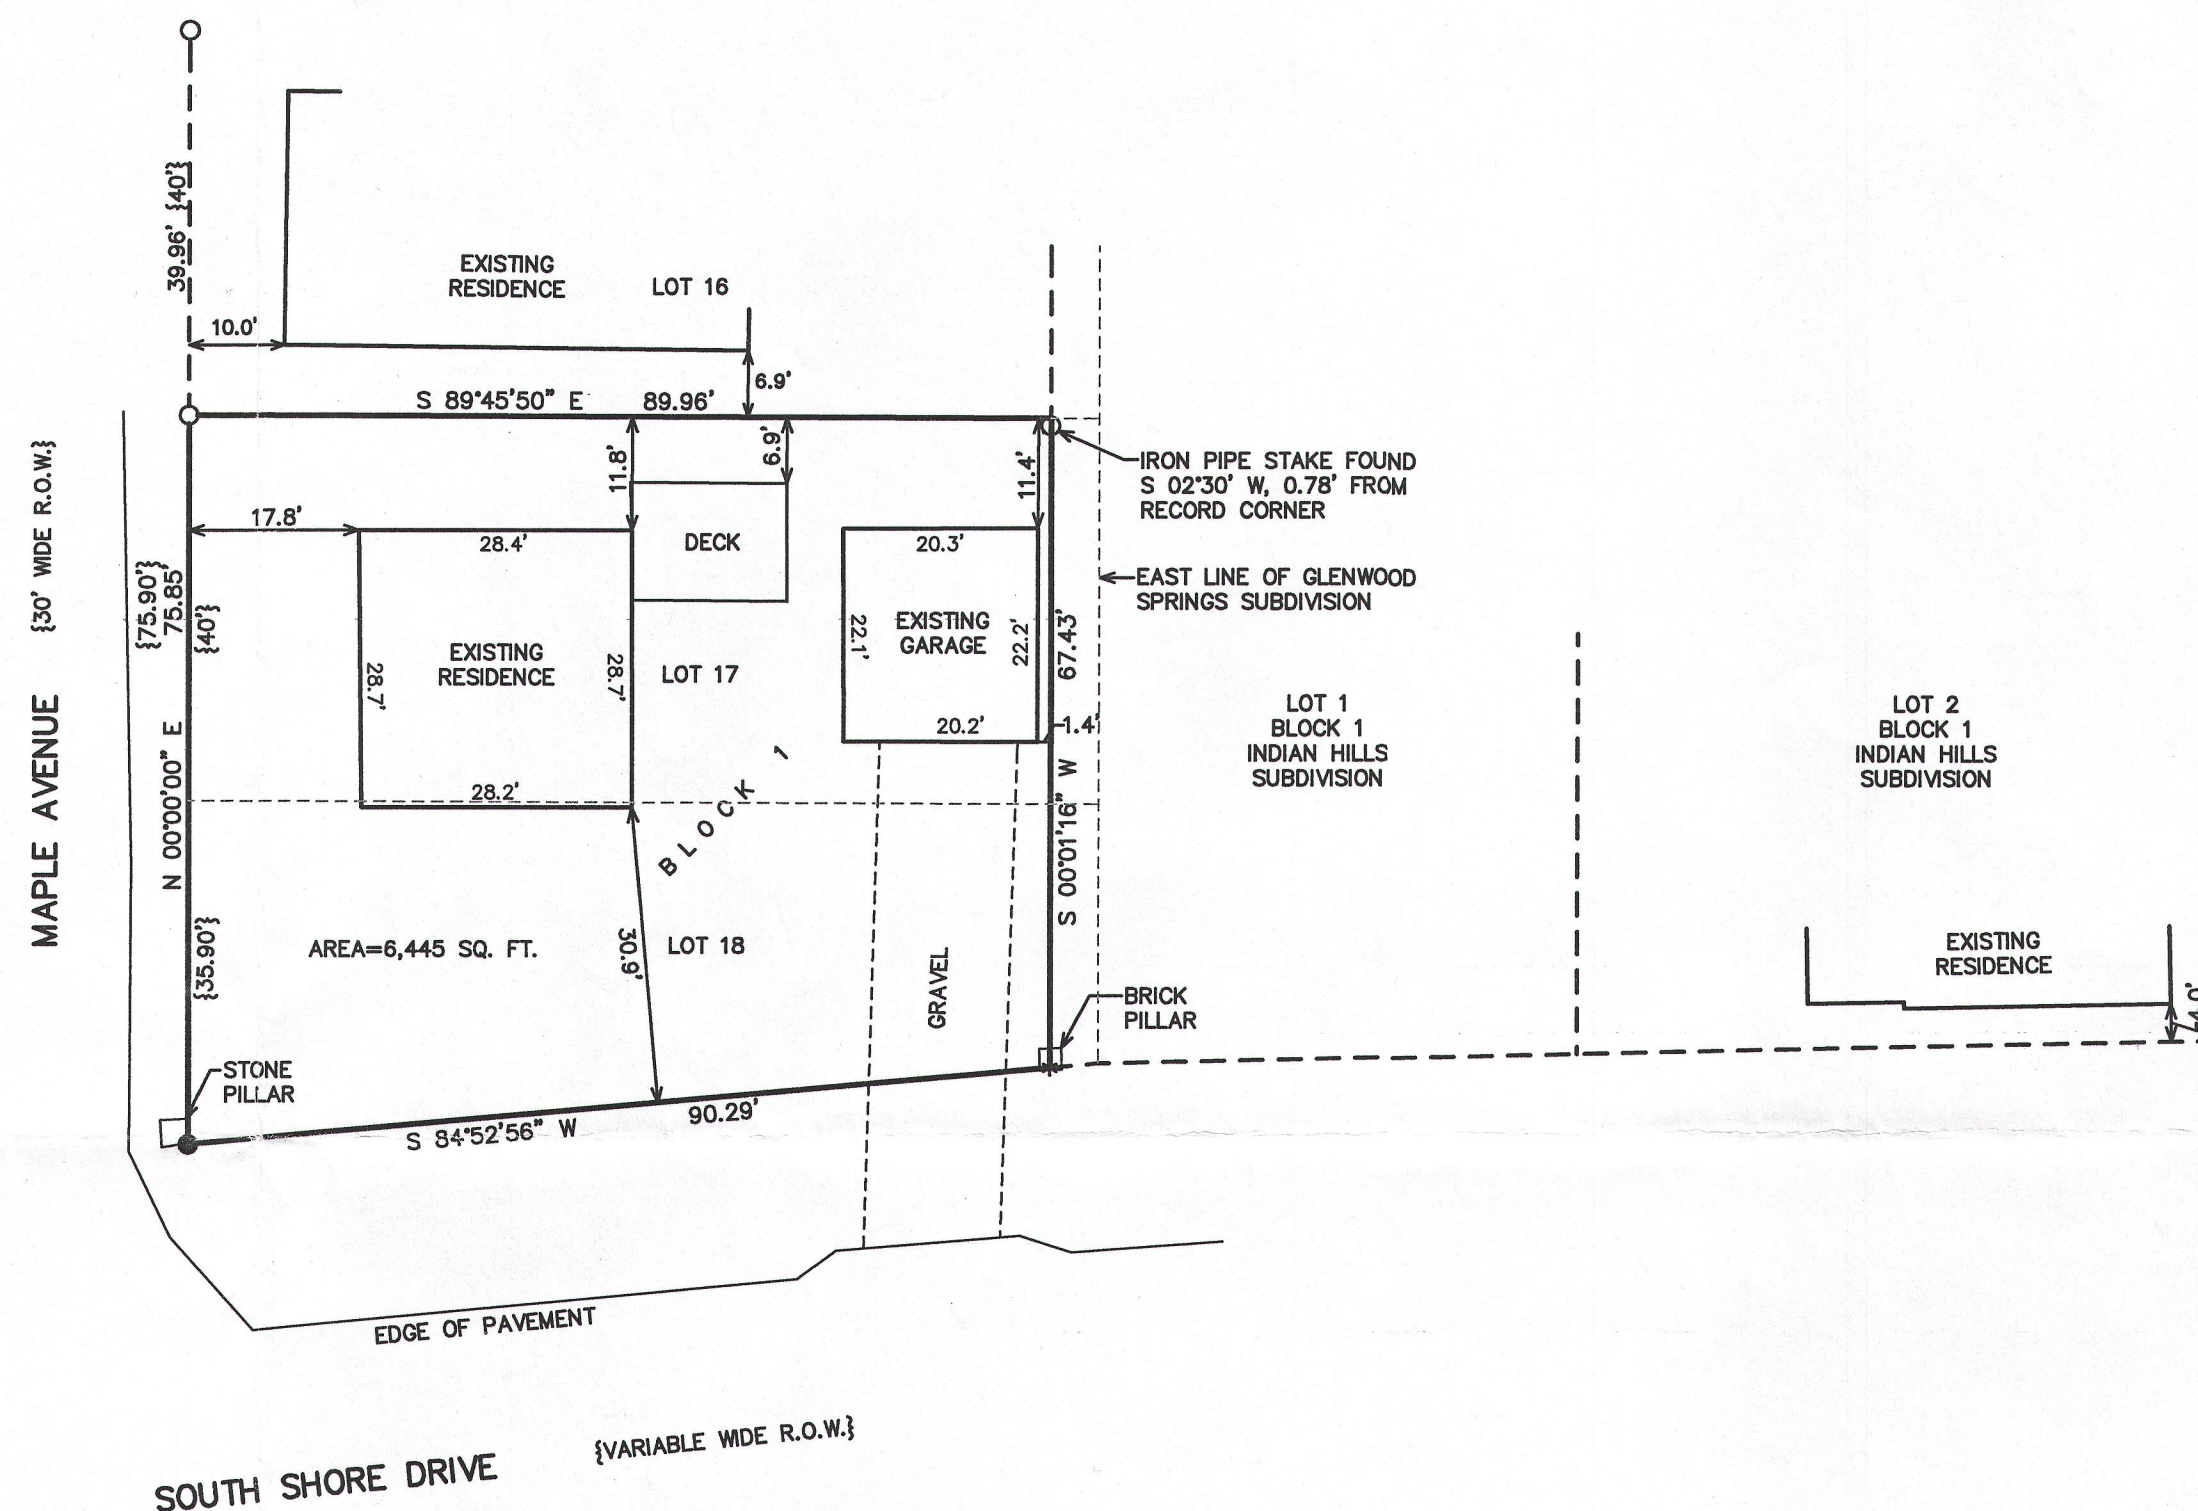 39.96' {40'}
EXISTING
RESIDENCE
LOT 16
10.0'
6.9'
S 89°45'50" E
89.96'
MAPLE AVENUE {30' WIDE R.O.W.}
{75.90'}
75.85'
{40'}
N 00°00'00" E
{35.90'}
17.8'
11.8'
6.9'
11.4'
IRON PIPE STAKE FOUND
S 02°30' W, 0.78' FROM
RECORD CORNER
28.4'
DECK
20.3'
EAST LINE OF GLENWOOD
SPRINGS SUBDIVISION
EXISTING
RESIDENCE
28.7'
28.7'
LOT 17
22.1'
EXISTING
GARAGE
22.2'
67.43'
20.2'
1.4'
28.2'
BLOCK 1
S 00°01'16" W
LOT 1
BLOCK 1
INDIAN HILLS
SUBDIVISION
LOT 2
BLOCK 1
INDIAN HILLS
SUBDIVISION
AREA=6,445 SQ. FT.
30.9'
LOT 18
GRAVEL
EXISTING
RESIDENCE
BRICK
PILLAR
STONE
PILLAR
S 84°52'56" W
90.29'
EDGE OF PAVEMENT
SOUTH SHORE DRIVE
{VARIABLE WIDE R.O.W.}